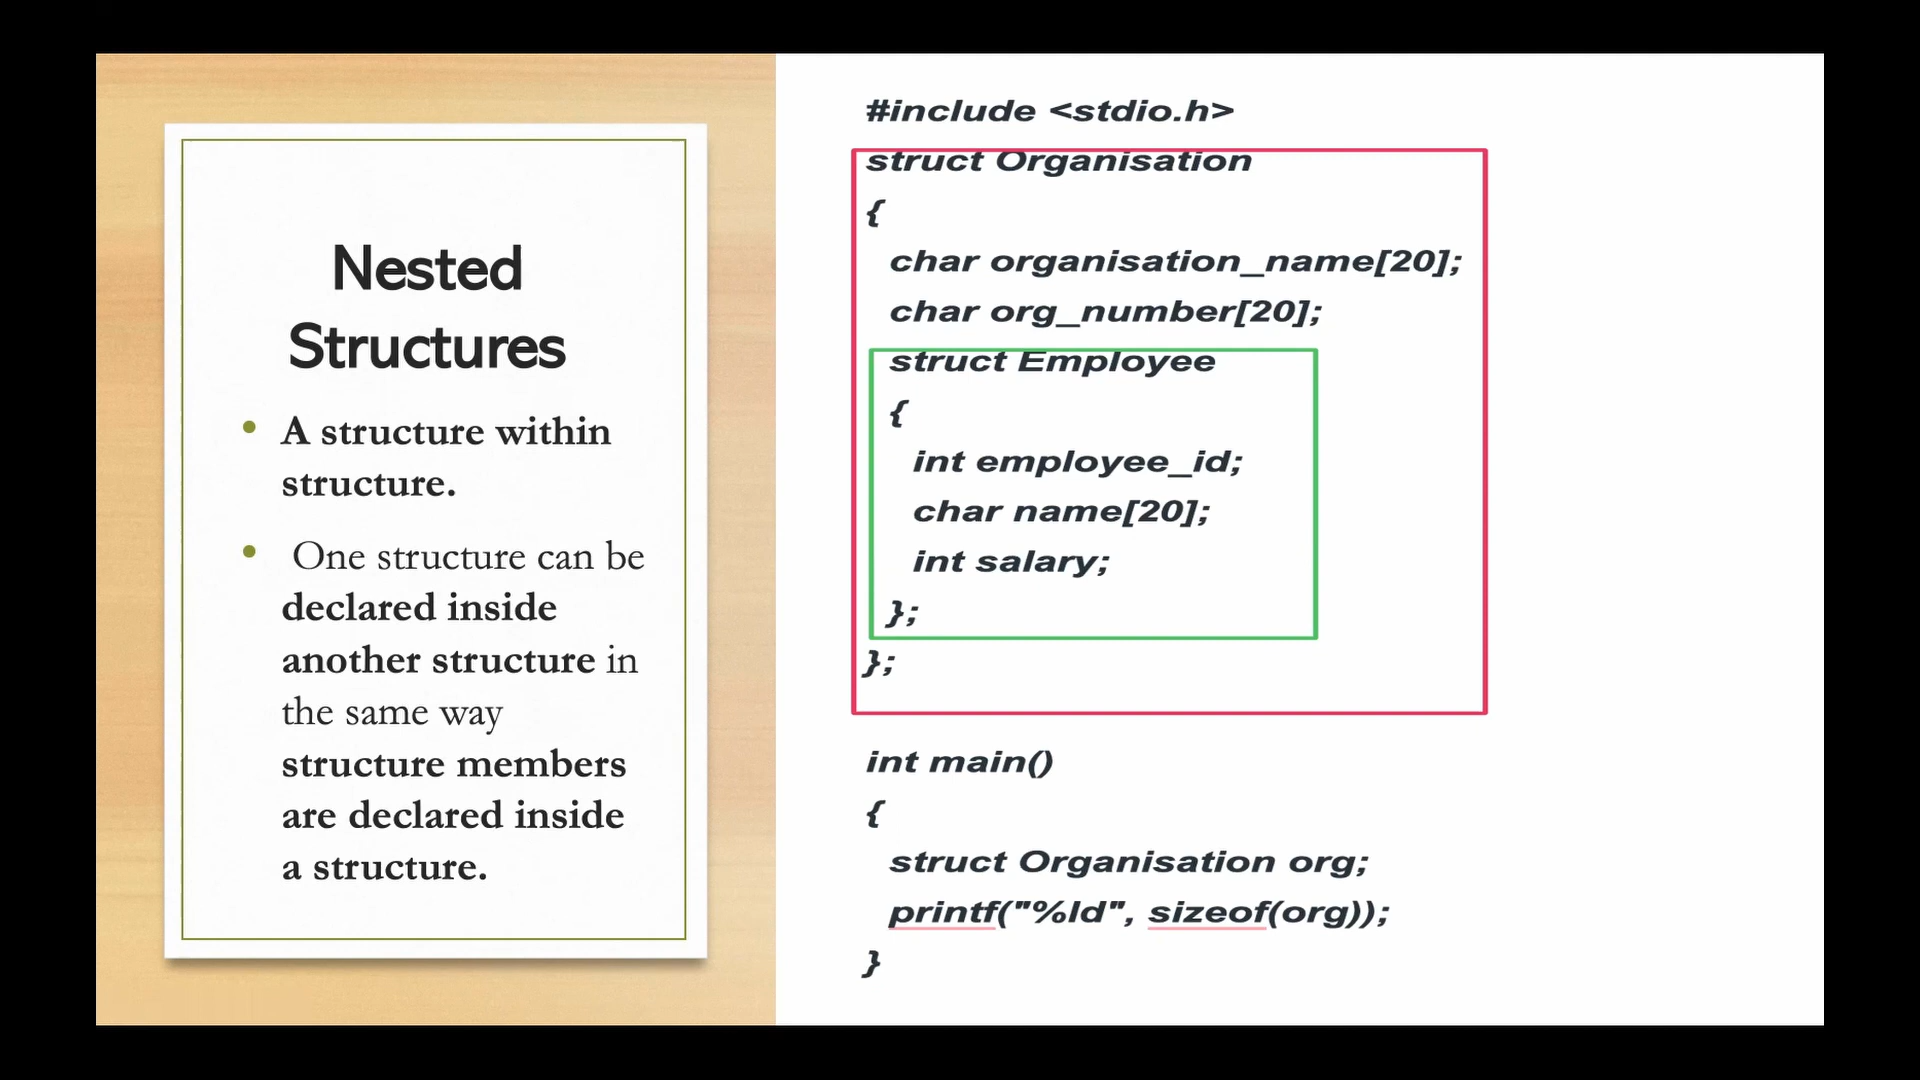 Nested
Structures
• A structure within
structure.
• One structure can be
declared inside
another structure in
the same way
structure members
are declared inside
a structure.
#include <stdio.h>
struct Organisation
{
char organisation_name[20];
char org_number[20];
struct Employee
{
int employee_id;
char name[20];
int salary;
};
};
int main()
{
struct Organisation org;
printf("%ld", sizeof(org));
}